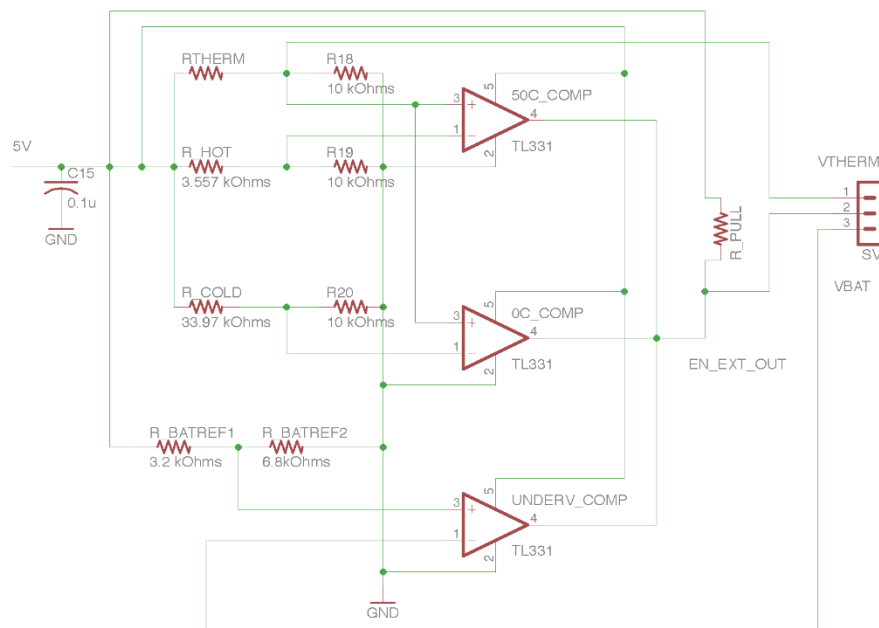 RTHERM
R18
10 kOhms
5
50C_COMP
3
+
4
1
-
TL331
2
5V
R_HOT
3.557 kOhms
R19
10 kOhms
C15
0.1u
GND
VTHERM
1
2
3
SV
R_PULL
VBAT
R_COLD
33.97 kOhms
R20
10 kOhms
5
0C_COMP
3
+
4
1
-
TL331
2
EN_EXT_OUT
R_BATREF1
3.2 kOhms
R_BATREF2
6.8kOhms
5
UNDERV_COMP
3
+
4
1
-
TL331
2
GND